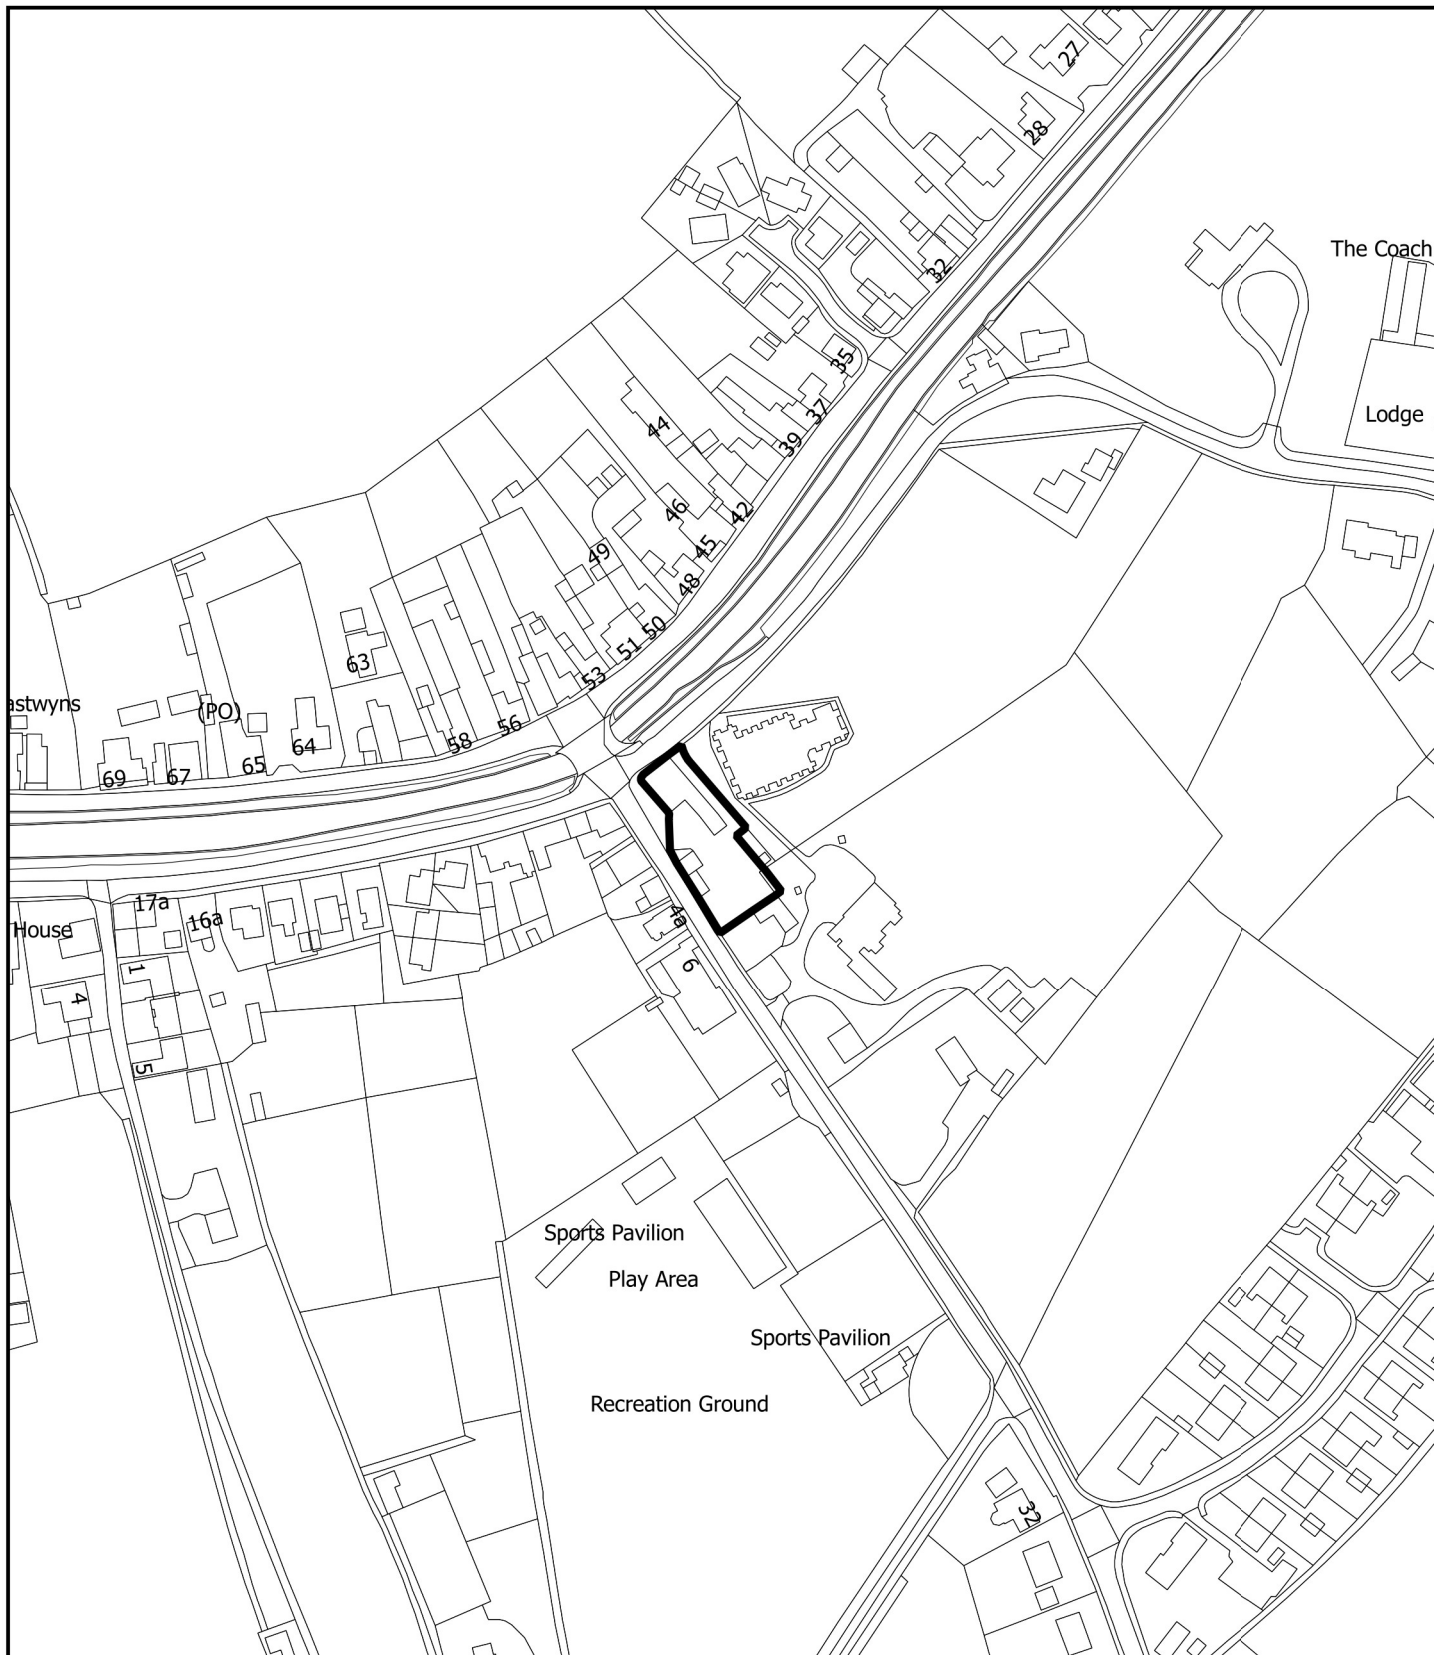 27
28
The Coach
32
35
Lodge
37
44
39
46
42
45
49
48
50
51
63
53
astwyns
(PO)
56
58
64
65
69
67
17a
16a
4a
House
6
1
4
5
Sports Pavilion
Play Area
Sports Pavilion
Recreation Ground
32